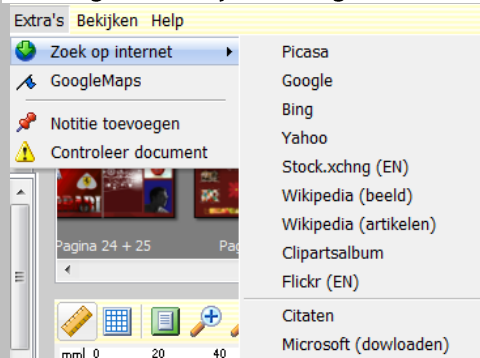 Extra's Bekijken Help
Zoek op internet
GoogleMaps
Notitie toevoegen
Controleer document
Picasa
Google
Bing
Yahoo
Stock.xchng (EN)
Wikipedia (beeld)
Wikipedia (artikelen)
Clipartsalbum
Flickr (EN)
Citaten
Microsoft (dowloaden)
Pagina 24 + 25
mm 0 20 40